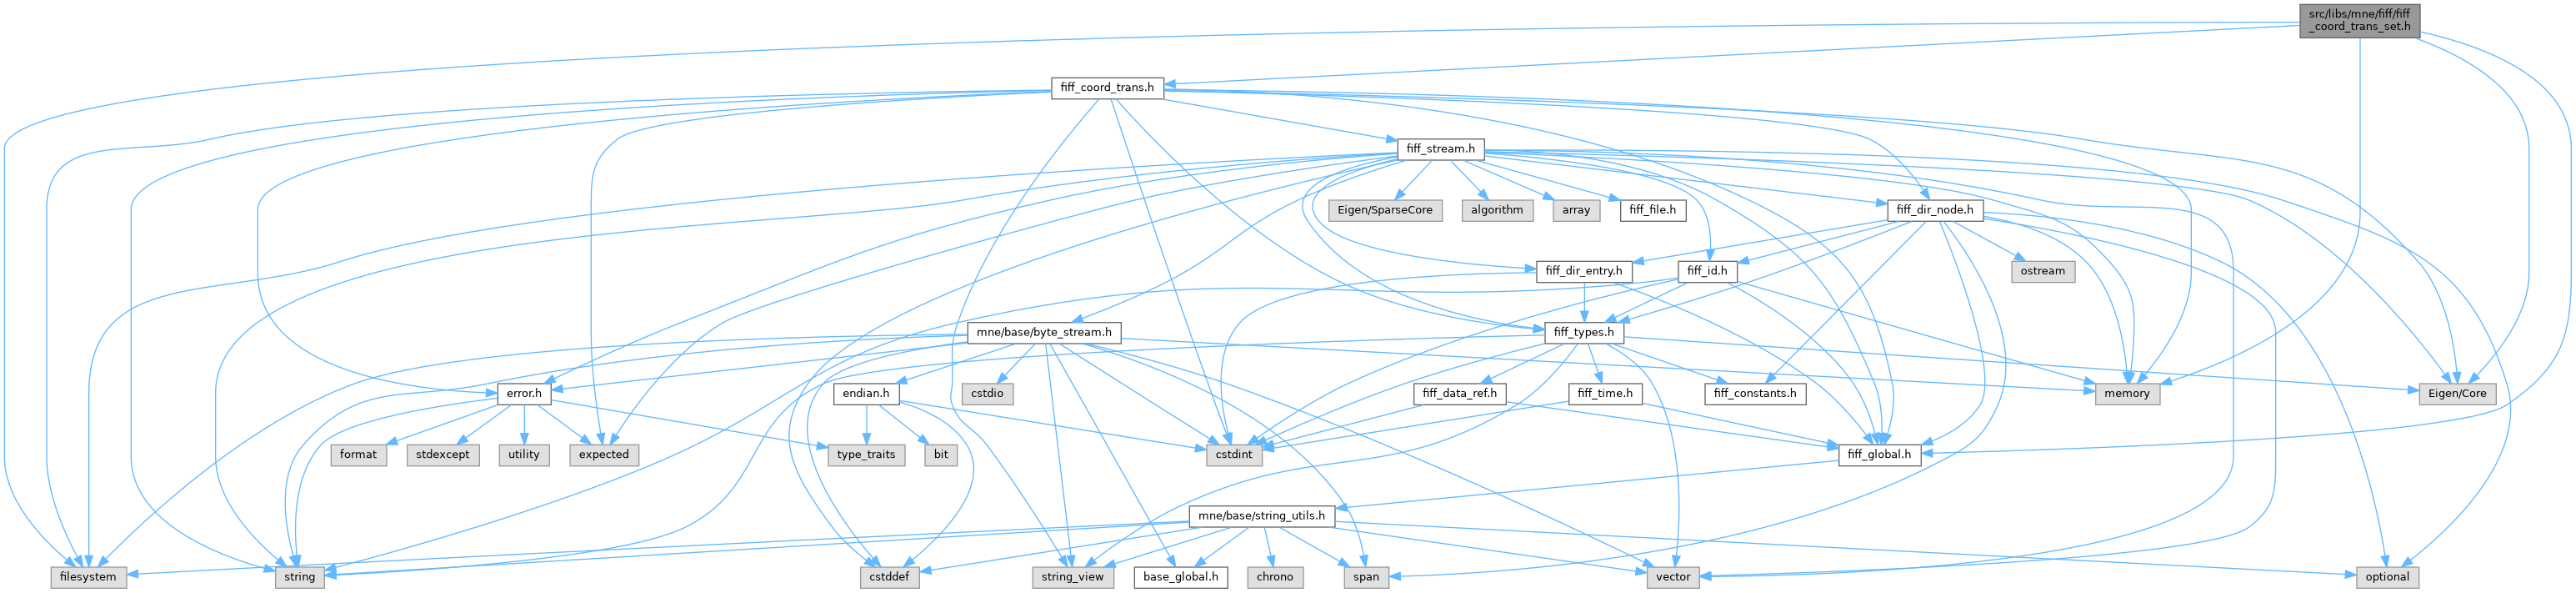 src/libs/mne/fiff/fiff
_coord_trans_set.h
fiff_coord_trans.h
fiff_stream.h
Eigen/SparseCore
algorithm
array
fiff_file.h
fiff_dir_node.h
fiff_dir_entry.h
fiff_id.h
ostream
mne/base/byte_stream.h
fiff_types.h
error.h
endian.h
cstdio
fiff_data_ref.h
fiff_time.h
fiff_constants.h
memory
Eigen/Core
format
stdexcept
utility
expected
type_traits
bit
cstdint
fiff_global.h
mne/base/string_utils.h
filesystem
string
cstddef
string_view
base_global.h
chrono
span
vector
optional